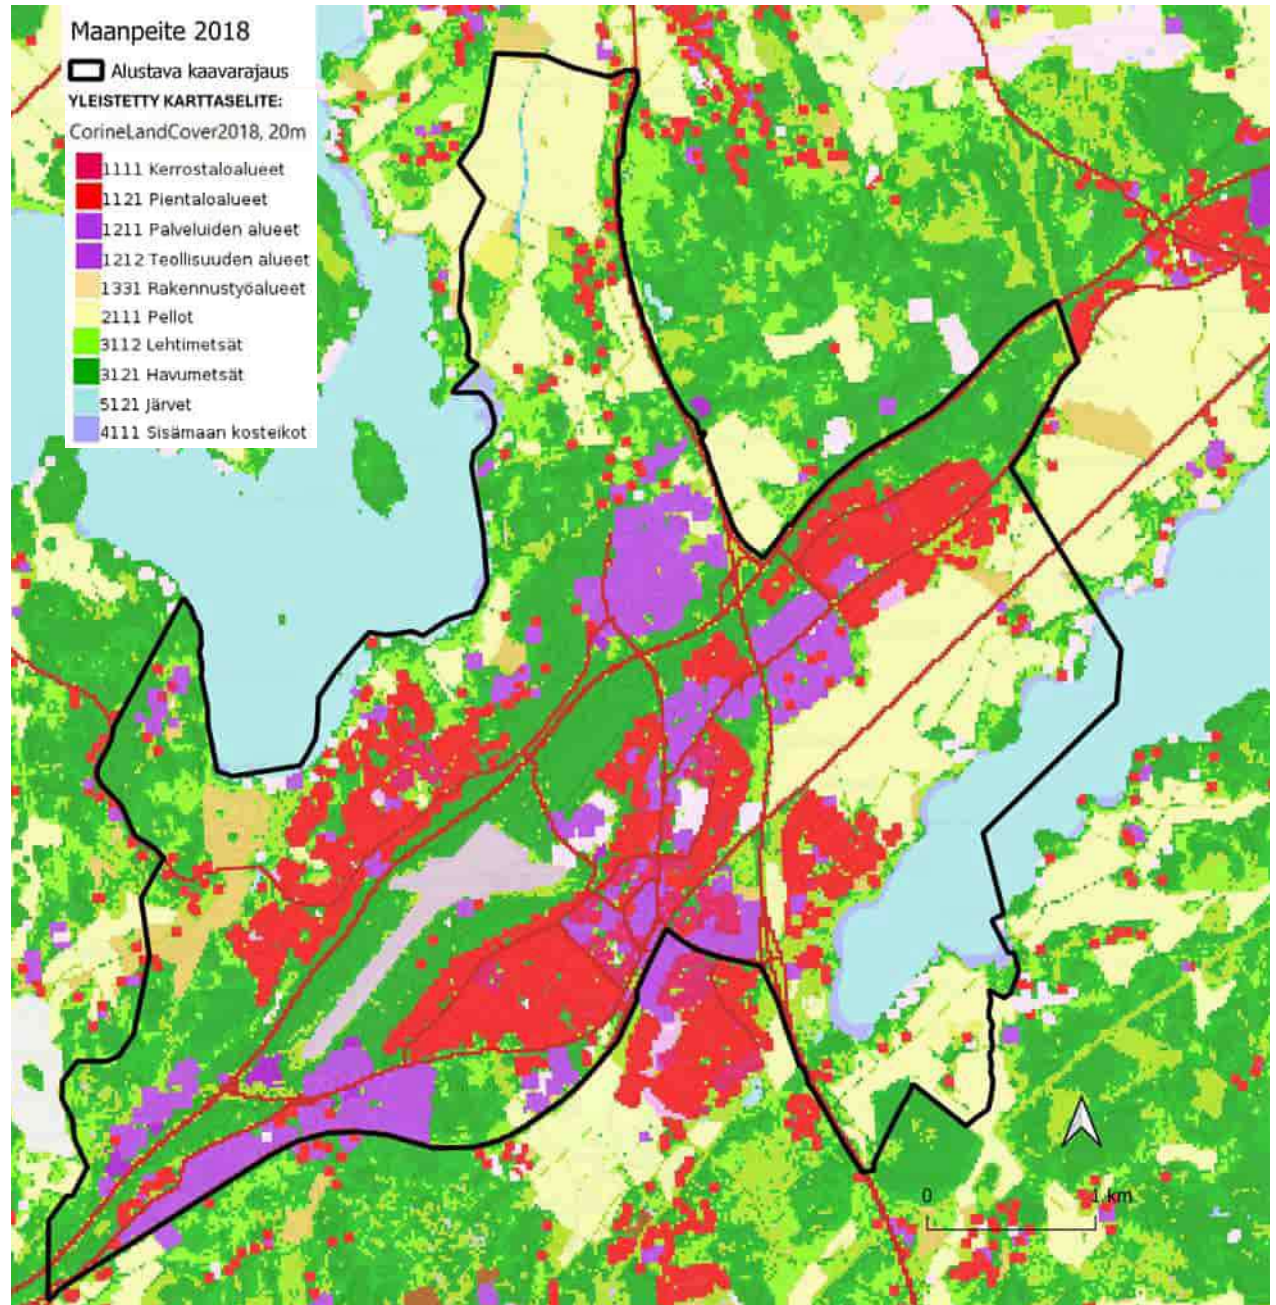 Maanpeite 2018
Alustava kaavarajaus
YLEISTETTY KARTTASELITE:
CorineLandCover2018, 20m
1111 Kerrostaloalueet
1121 Pientaloalueet
1211 Palveluiden alueet
1212 Teollisuuden alueet
1331 Rakennustyöalueet
2111 Pellot
3112 Lehtimetsät
3121 Havumetsät
5121 Järvet
4111 Sisämaan kosteikot
0 1 km